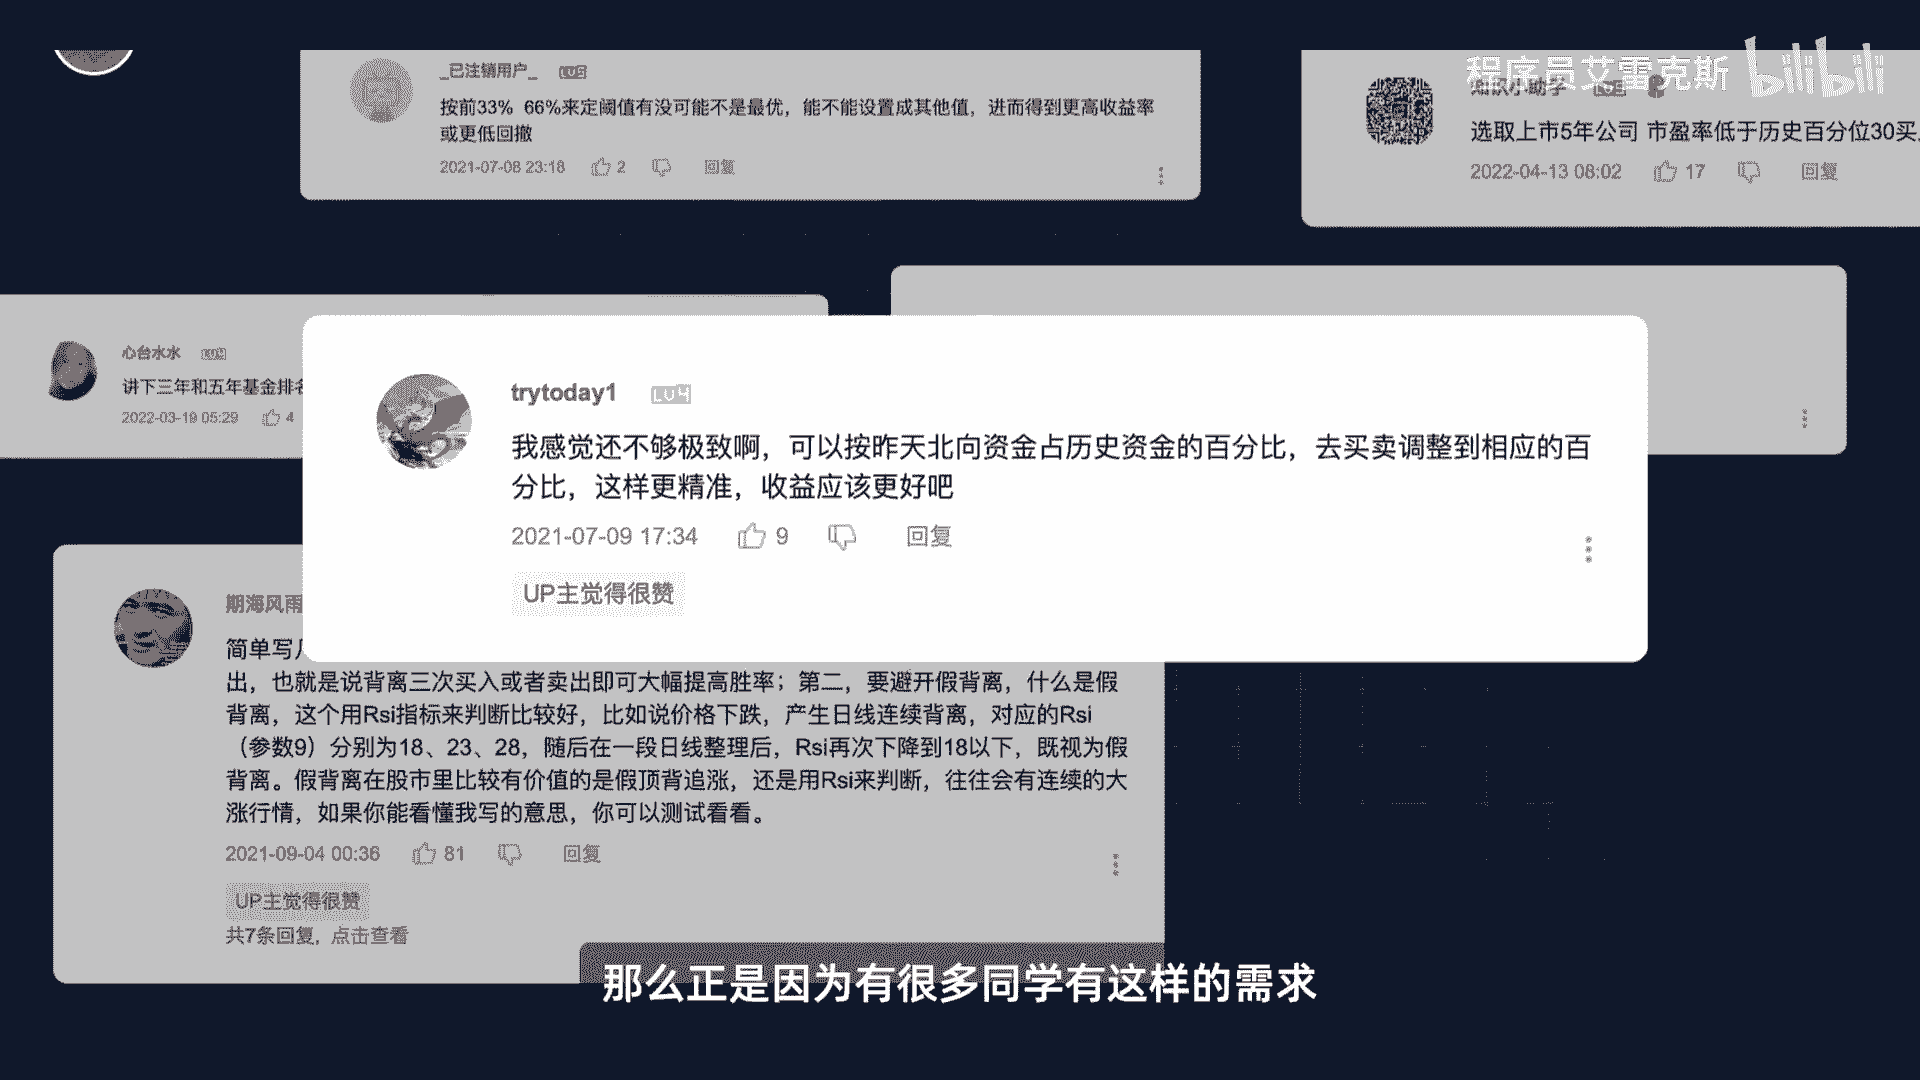 _已注销用户_ LV5
按前33% 66%来定阈值有没可能不是最优，能不能设置成其他值，进而得到更高收益率
或更低回撤
2021-07-08 23:18 2 回复
程序员艾雷克斯 bilibili
知识小助手 LV5
选取上市5年公司 市盈率低于历史百分位30买
2022-04-13 08:02 17 回复
心台水水 LV4
讲下三年和五年基金排名
2022-03-19 05:29 4
trytoday1 LV4
我感觉还不够极致啊，可以按昨天北向资金占历史资金的百分比，去买卖调整到相应的百
分比，这样更精准，收益应该更好吧
2021-07-09 17:34 9 回复
UP主觉得很赞
期海风雨
简单写
出，也就是说背离三次买入或者卖出即可大幅提高胜率；第二，要避开假背离，什么是假
背离，这个用Rsi指标来判断比较好，比如说价格下跌，产生日线连续背离，对应的Rsi
（参数9）分别为18、23、28，随后在一段日线整理后，Rsi再次下降到18以下，既视为假
背离。假背离在股市里比较有价值的是假顶背追涨，还是用Rsi来判断，往往会有连续的大
涨行情，如果你能看懂我写的意思，你可以测试看看。
2021-09-04 00:36 81 回复
UP主觉得很赞
共7条回复，点击查看
那么正是因为有很多同学有这样的需求